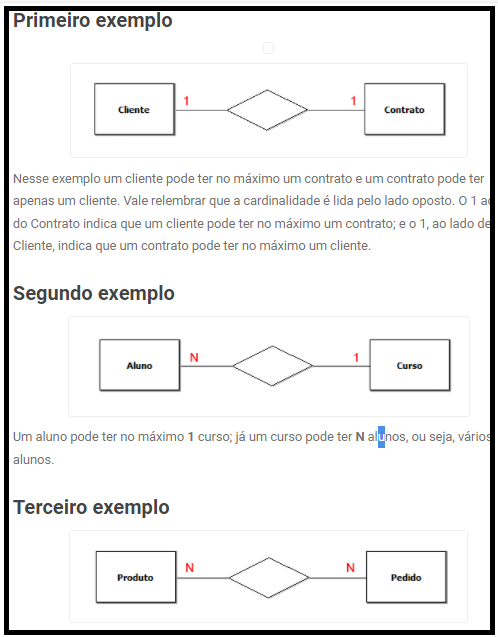 Primeiro exemplo
Cliente 1 1 Contrato
Nesse exemplo um cliente pode ter no máximo um contrato e um contrato pode ter
apenas um cliente. Vale relembrar que a cardinalidade é lida pelo lado oposto. O 1 ao
do Contrato indica que um cliente pode ter no máximo um contrato; e o 1, ao lado de
Cliente, indica que um contrato pode ter no máximo um cliente.
Segundo exemplo
Aluno N 1 Curso
Um aluno pode ter no máximo 1 curso; já um curso pode ter N alunos, ou seja, vários
alunos.
Terceiro exemplo
Produto N N Pedido